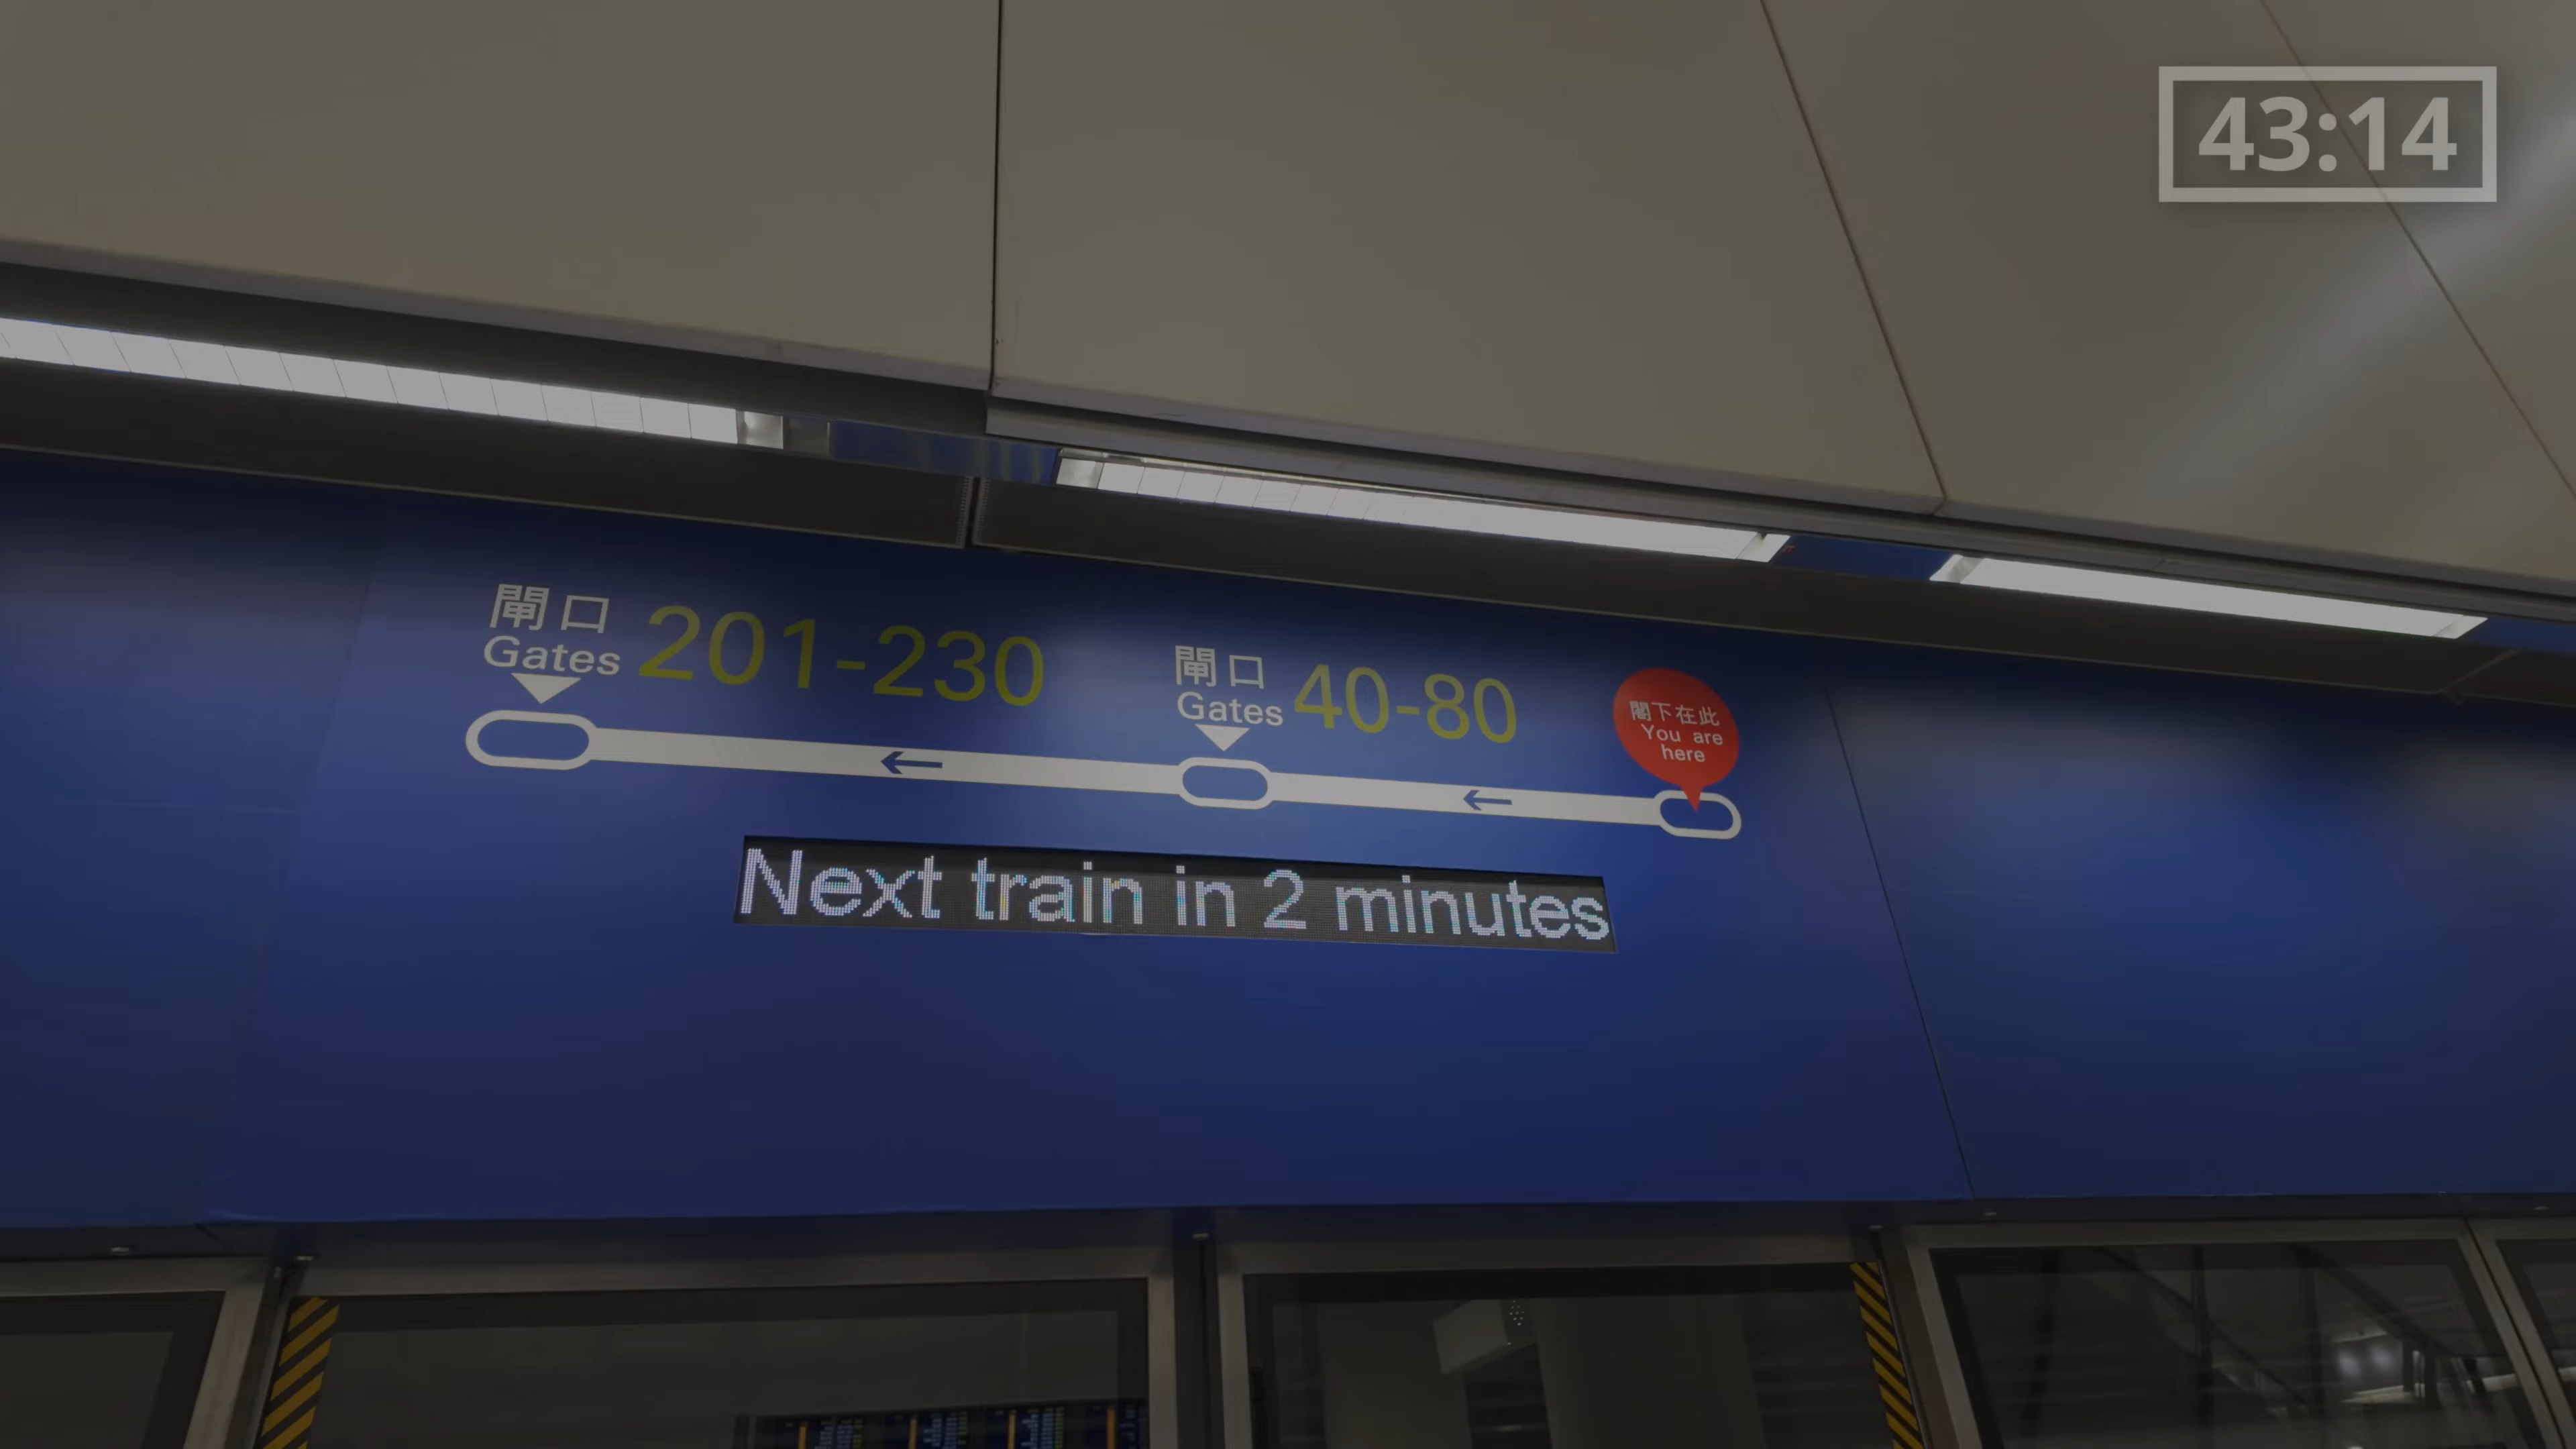 43:14
閘口
Gates 201-230
閘口
Gates 40-80
閣下在此
You are
here
Next train in 2 minutes